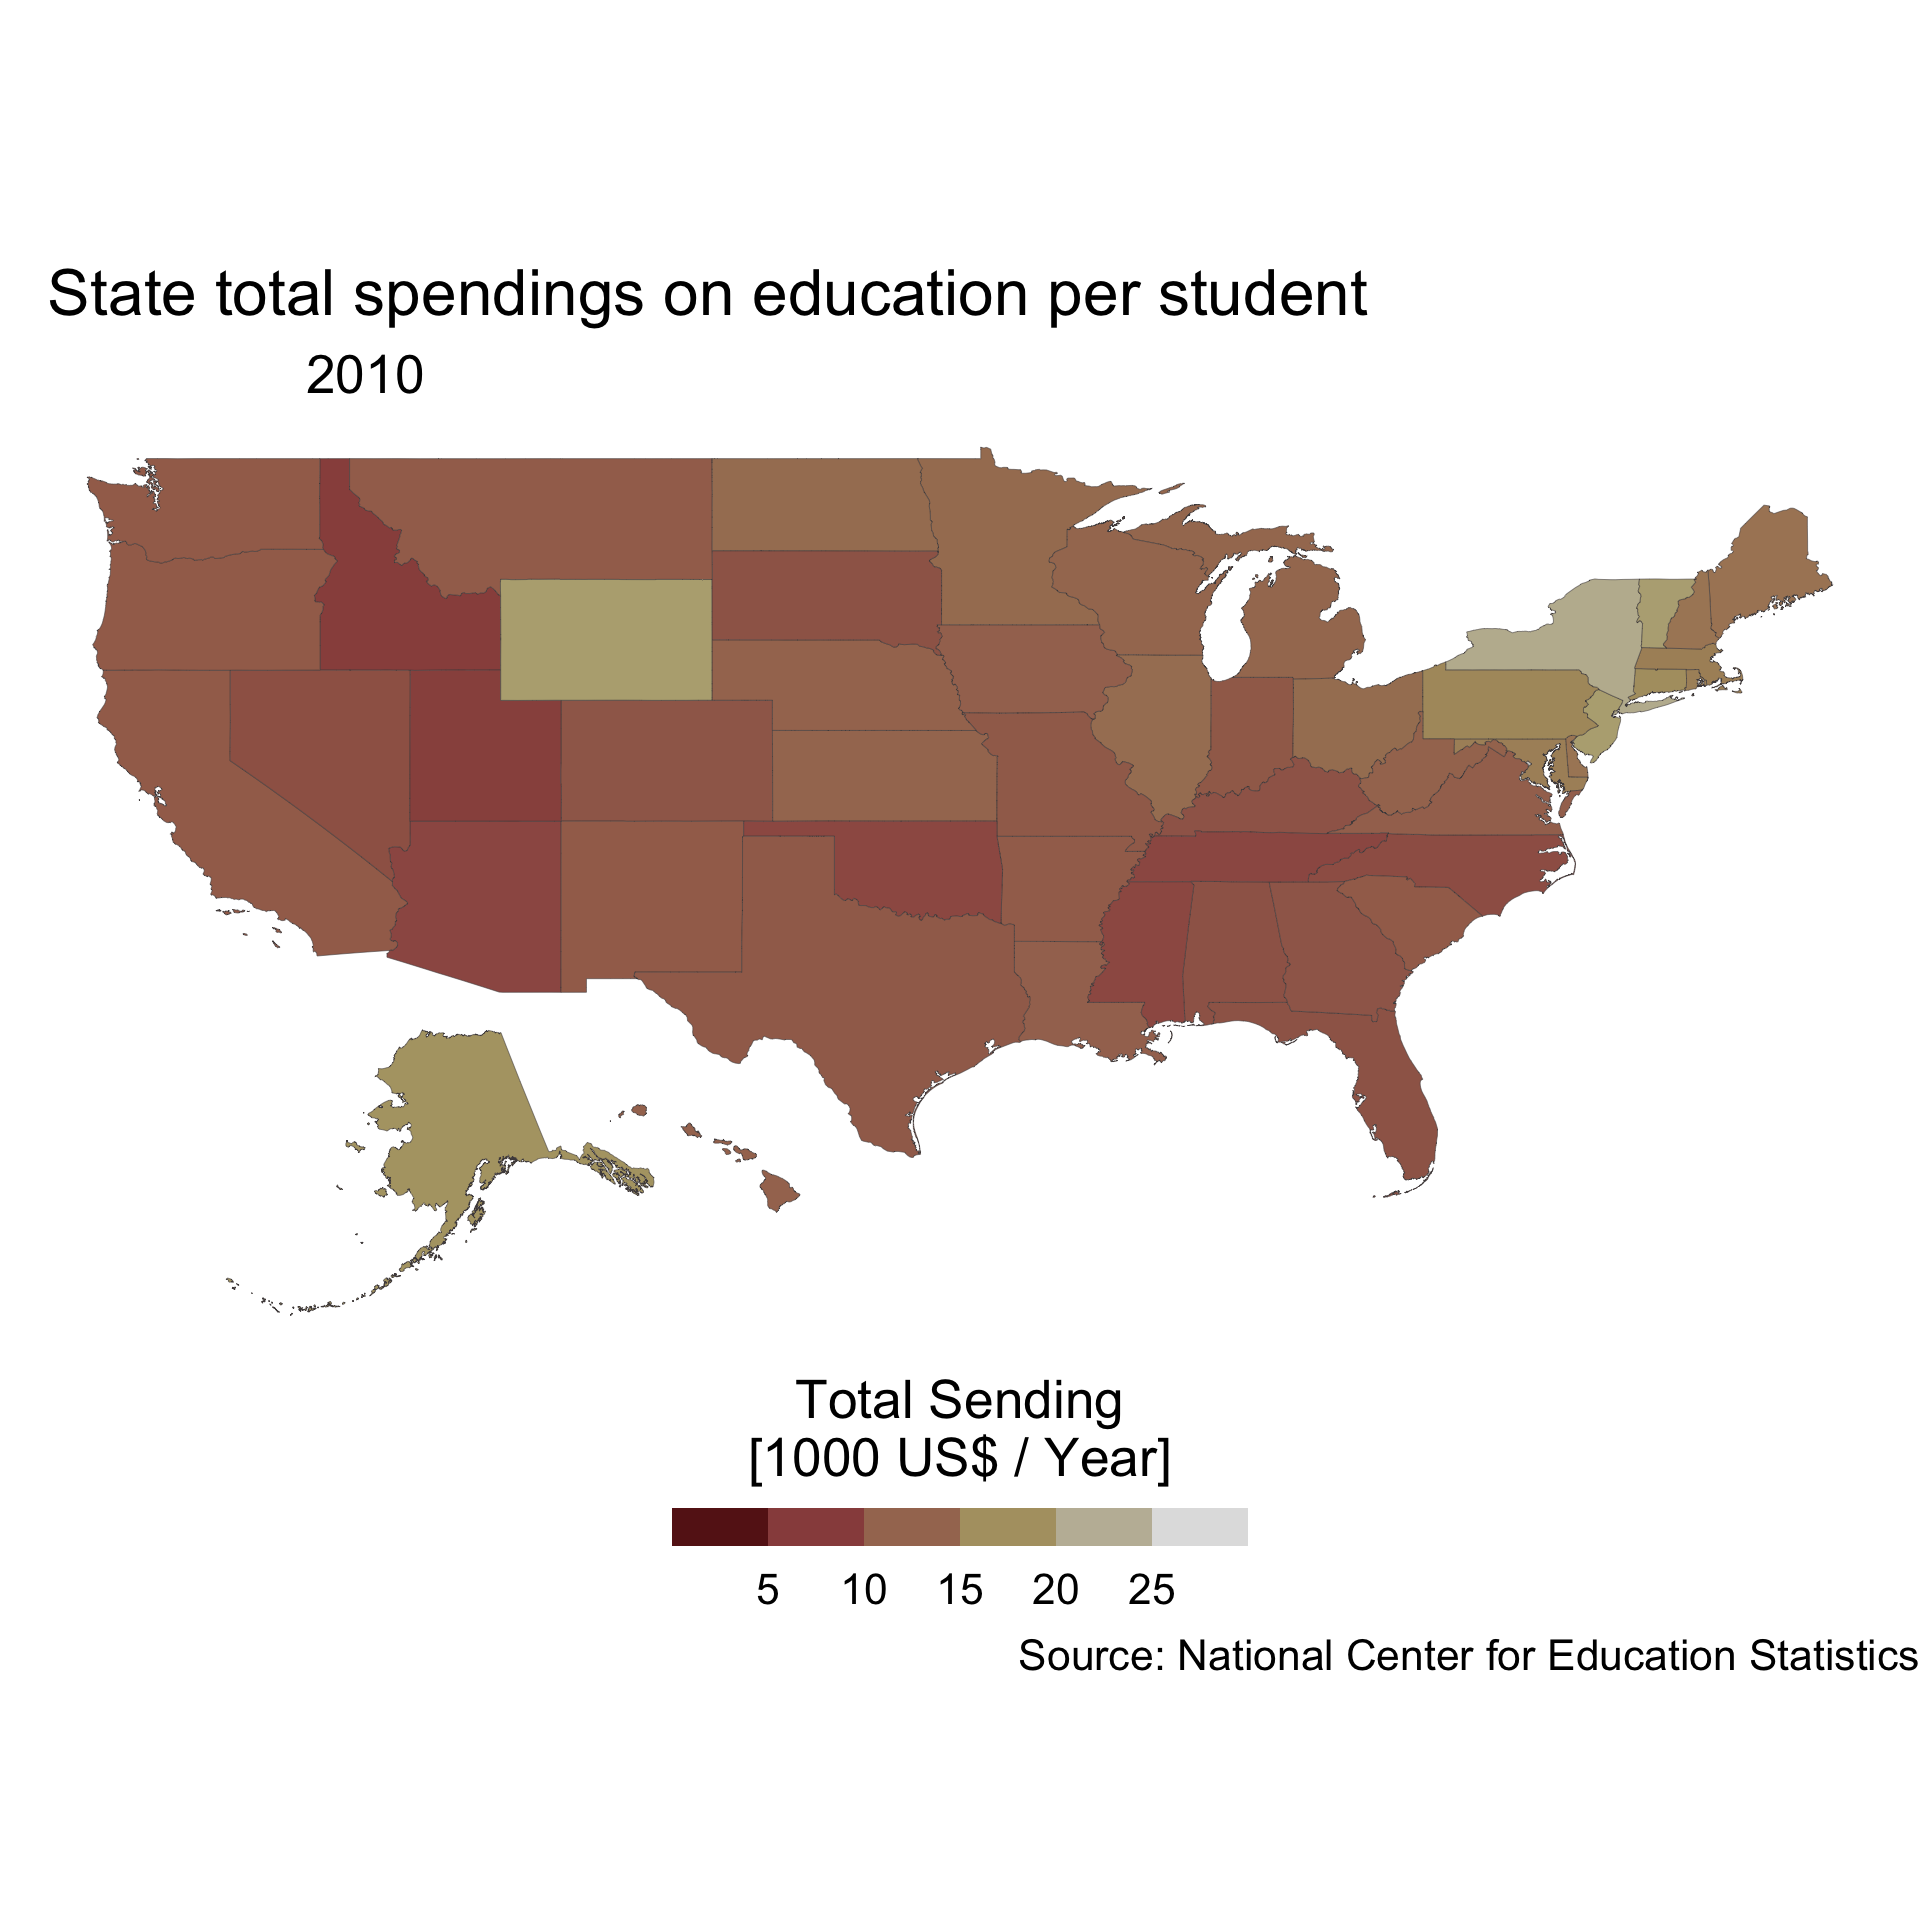 State total spendings on education per student
2010
Total Sending
[1000 US$ / Year]
5 10 15 20 25
Source: National Center for Education Statistics